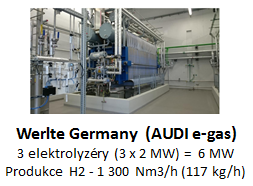 Werlte Germany (AUDI e-gas)
3 elektrolyzéry (3 x 2 MW) = 6 MW
Produkce H2 - 1 300 Nm3/h (117 kg/h)